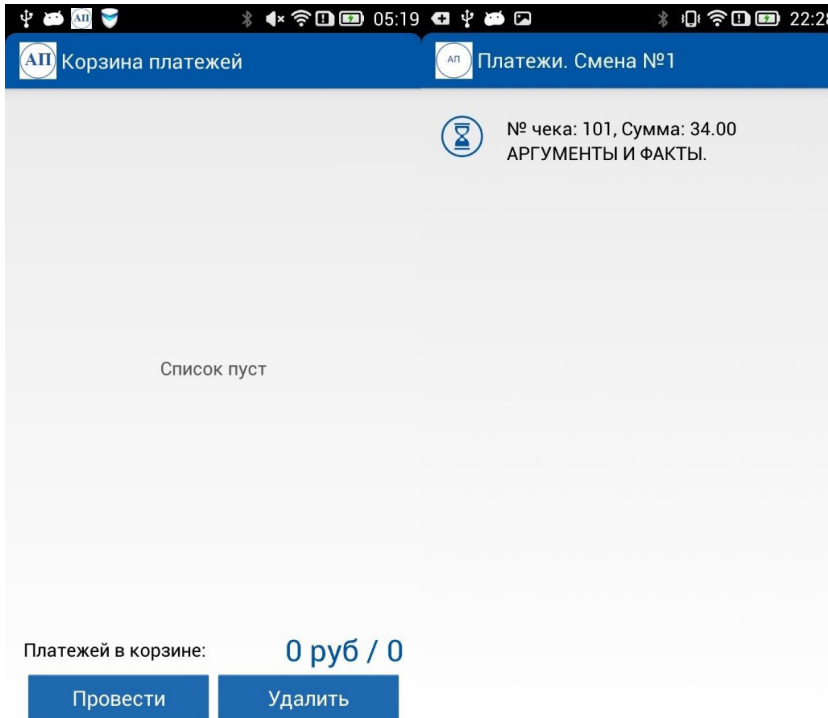 АП
05:19
АП Корзина платежей
Список пуст
Платежей в корзине:
0 руб / 0
Провести
Удалить
22:28
АП Платежи. Смена №1
№ чека: 101, Сумма: 34.00
АРГУМЕНТЫ И ФАКТЫ.